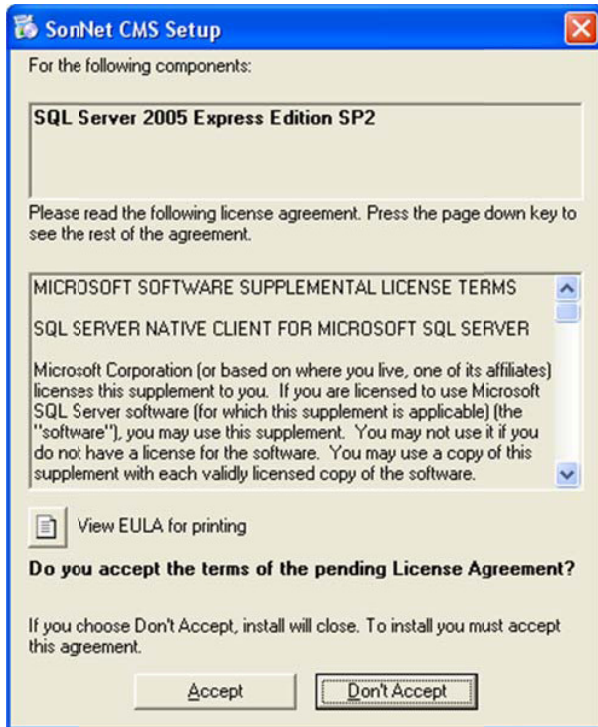 SonNet CMS Setup
For the following components:
SQL Server 2005 Express Edition SP2
Please read the following license agreement. Press the page down key to
see the rest of the agreement.
MICROSOFT SOFTWARE SUPPLEMENTAL LICENSE TERMS
SQL SERVER NATIVE CLIENT FOR MICROSOFT SQL SERVER
Microsoft Corporation (or based on where you live, one of its affiliates)
licenses this supplement to you.  If you are licensed to use Microsoft
SQL Server software (for which this supplement is applicable) (the
"software"), you may use this supplement.  You may not use it if you
do not have a license for the software.  You may use a copy of this
supplement with each validly licensed copy of the software.
View EULA for printing
Do you accept the terms of the pending License Agreement?
If you choose Don't Accept, install will close. To install you must accept
this agreement.
Accept
Don't Accept